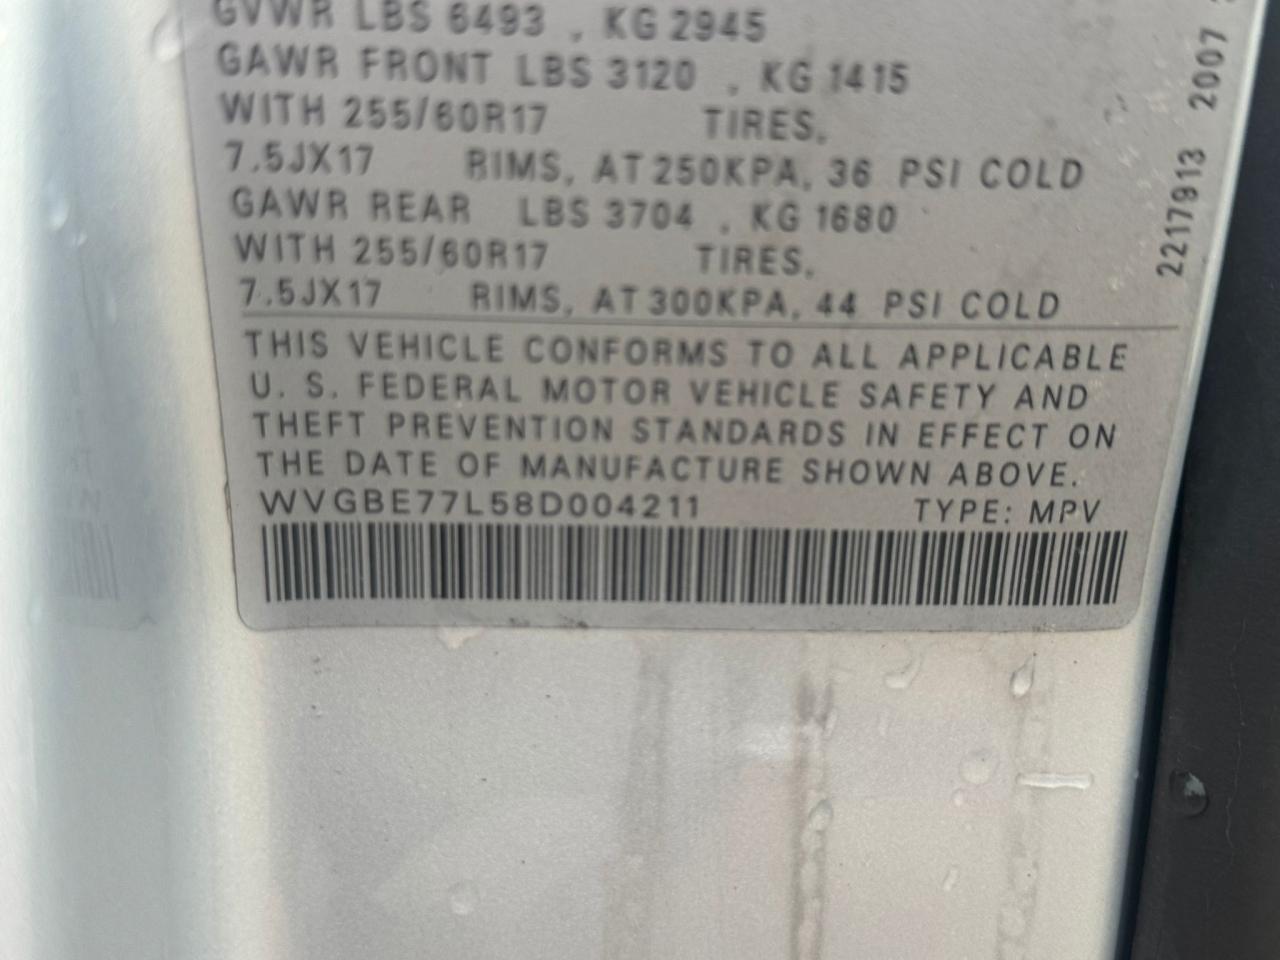 GVWR LBS 6493 , KG 2945
GAWR FRONT LBS 3120 , KG 1415
WITH 255/60R17 TIRES,
7.5JX17 RIMS, AT 250KPA, 36 PSI COLD
GAWR REAR LBS 3704 , KG 1680
WITH 255/60R17 TIRES,
7.5JX17 RIMS, AT 300KPA, 44 PSI COLD
THIS VEHICLE CONFORMS TO ALL APPLICABLE
U. S. FEDERAL MOTOR VEHICLE SAFETY AND
THEFT PREVENTION STANDARDS IN EFFECT ON
THE DATE OF MANUFACTURE SHOWN ABOVE.
WVGBE77L58D004211 TYPE: MPV
2217913 2007